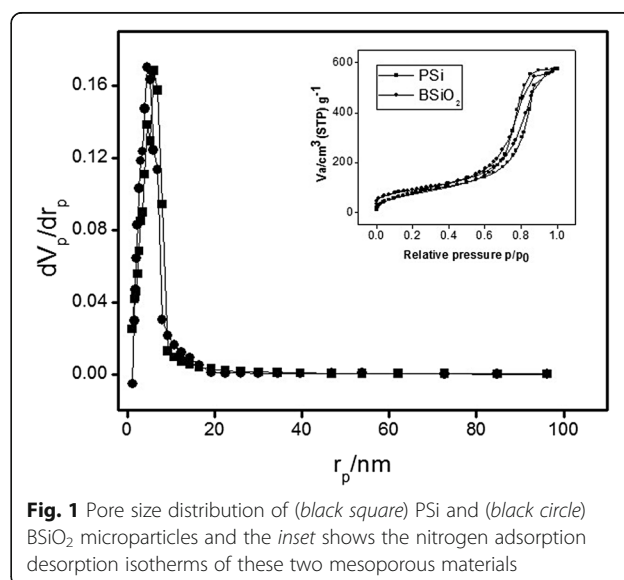 0.16
0.12
0.08
0.04
0.00
dVp/drp
0 20 40 60 80 100
rp/nm
PSi
BSiO2
600
400
200
0
Va/cm3 (STP) g-1
0.0 0.2 0.4 0.6 0.8 1.0
Relative pressure p/p0
Fig. 1 Pore size distribution of (black square) PSi and (black circle)
BSiO2 microparticles and the inset shows the nitrogen adsorption
desorption isotherms of these two mesoporous materials